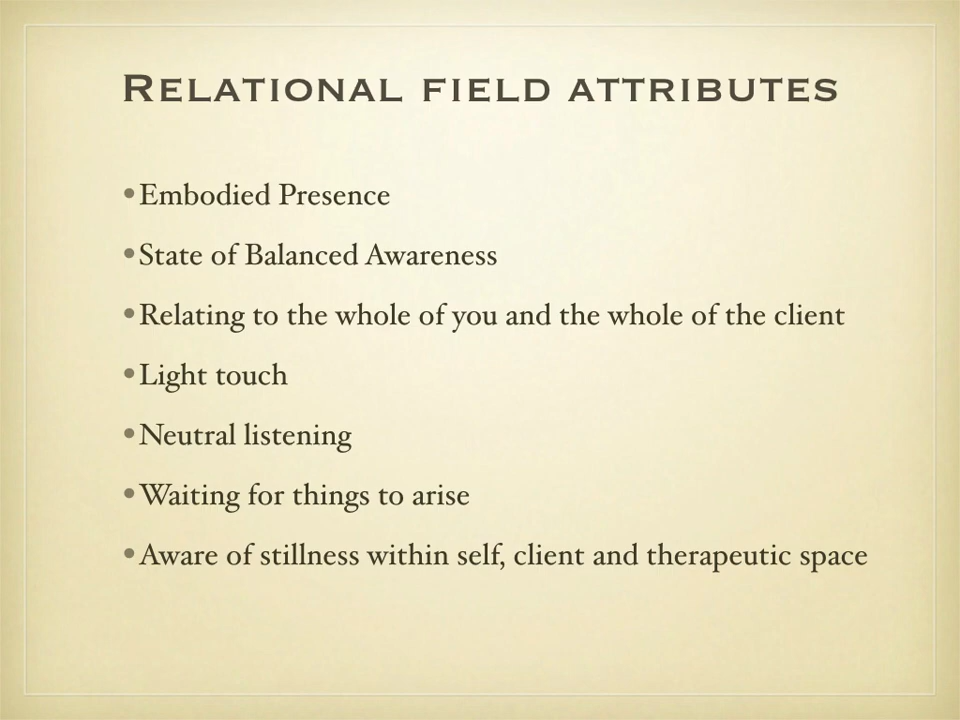 Relational field attributes
•Embodied Presence
•State of Balanced Awareness
•Relating to the whole of you and the whole of the client
•Light touch
•Neutral listening
•Waiting for things to arise
•Aware of stillness within self, client and therapeutic space